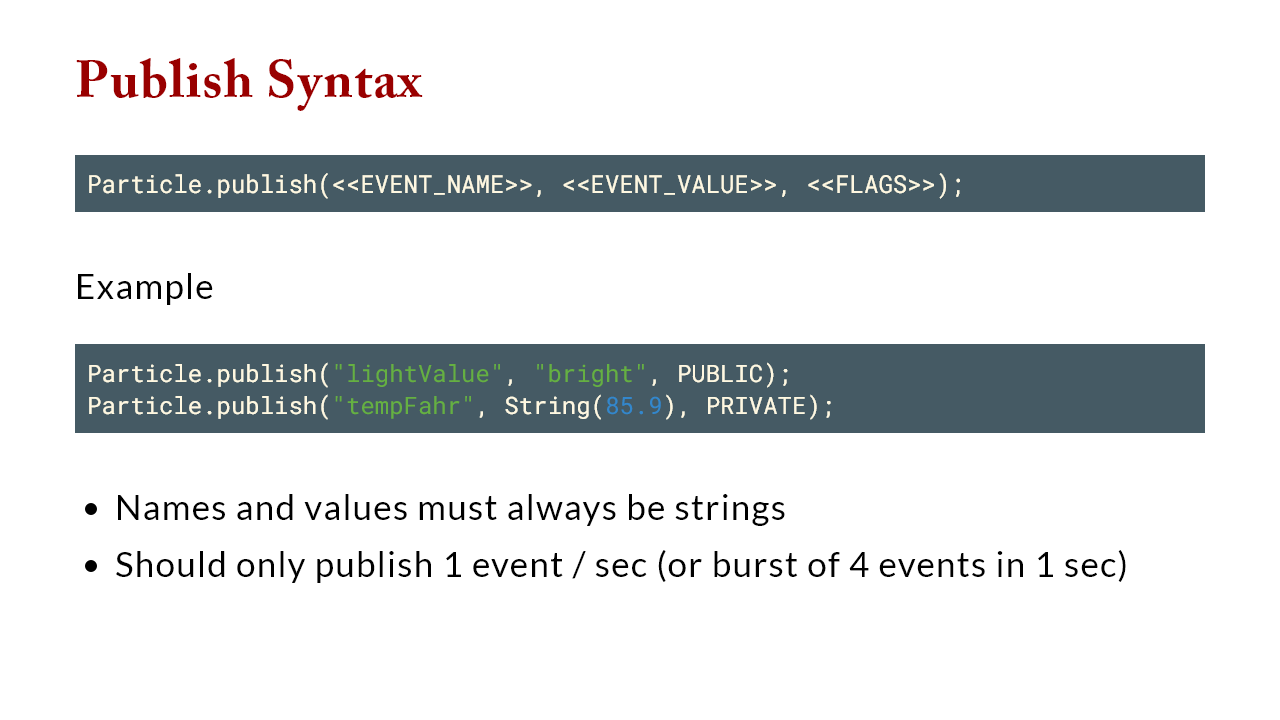 Publish Syntax
Particle.publish(<<EVENT_NAME>>, <<EVENT_VALUE>>, <<FLAGS>>);
Example
Particle.publish("lightValue", "bright", PUBLIC);
Particle.publish("tempFahr", String(85.9), PRIVATE);
• Names and values must always be strings
• Should only publish 1 event / sec (or burst of 4 events in 1 sec)